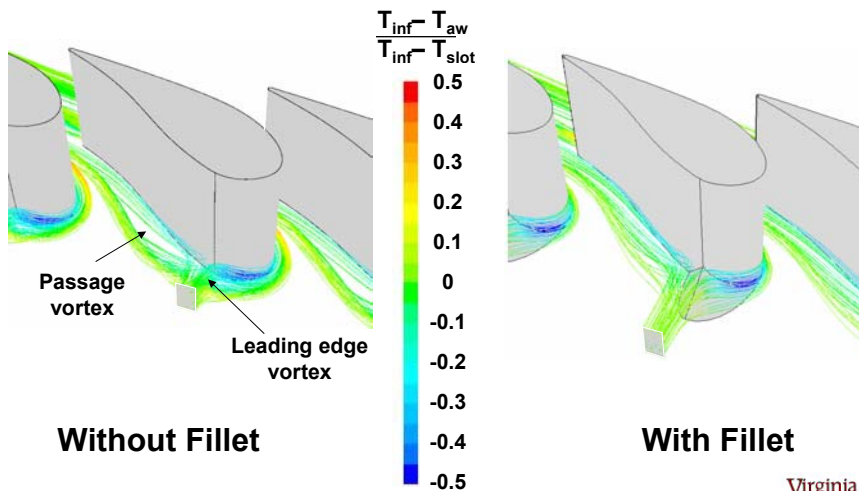 T_inf – T_aw
T_inf – T_slot
0.5
0.4
0.3
0.2
0.1
0
-0.1
-0.2
-0.3
-0.4
-0.5
Passage
vortex
Leading edge
vortex
Without Fillet
With Fillet
Virginia